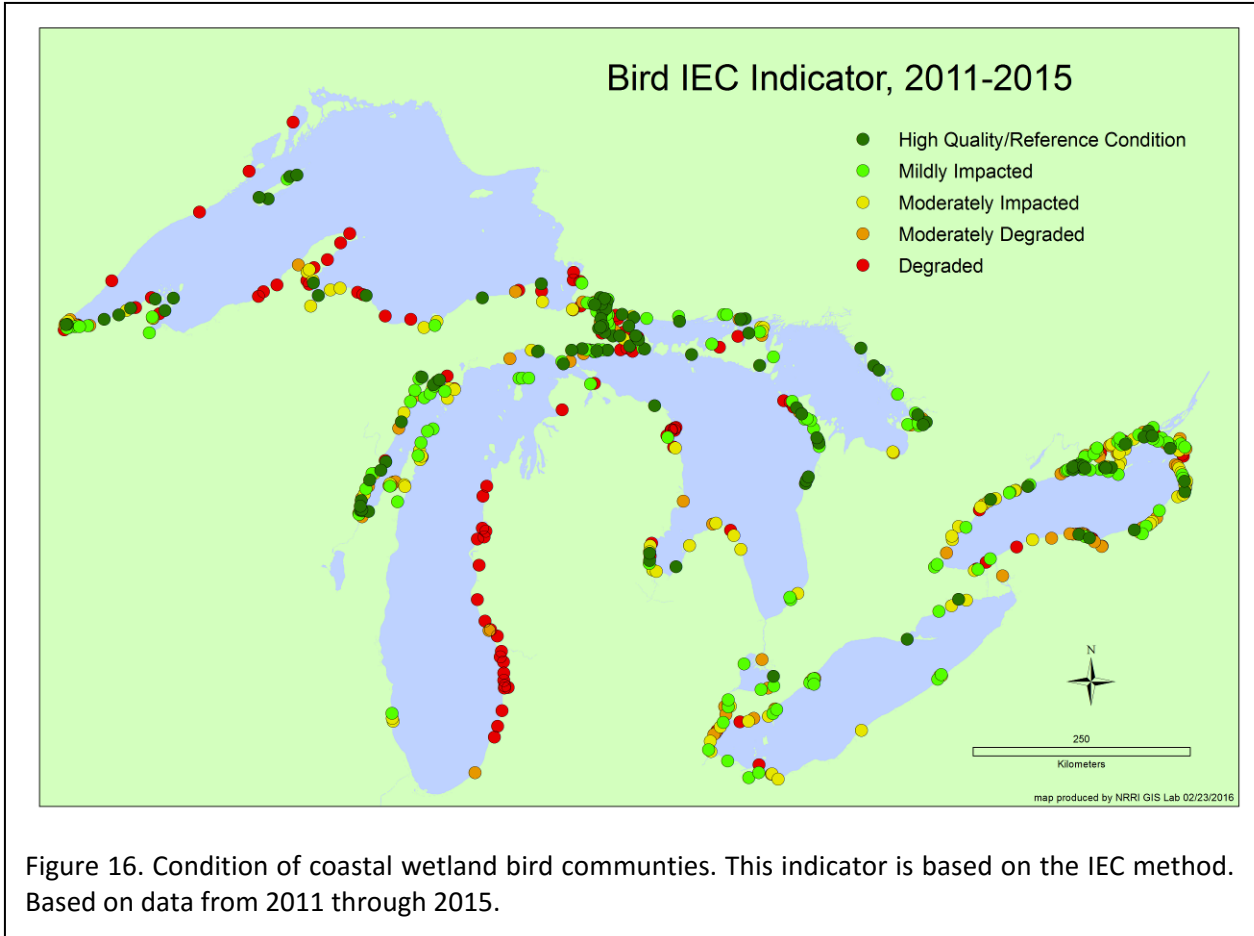 Bird IEC Indicator, 2011-2015
High Quality/Reference Condition
Mildly Impacted
Moderately Impacted
Moderately Degraded
Degraded
N
250
Kilometers
map produced by NRRI GIS Lab 02/23/2016
Figure 16. Condition of coastal wetland bird communties. This indicator is based on the IEC method.
Based on data from 2011 through 2015.